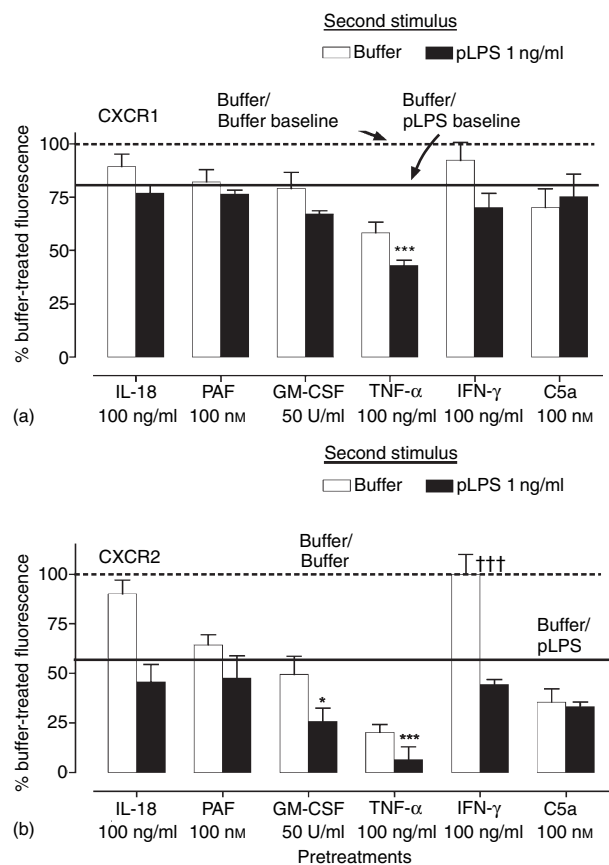 Second stimulus
Buffer pLPS 1 ng/ml
CXCR1
Buffer/
Buffer baseline
Buffer/
pLPS baseline
100
75
50
25
0
% buffer-treated fluorescence
***
IL-18 PAF GM-CSF TNF-α IFN-γ C5a
100 ng/ml 100 nM 50 U/ml 100 ng/ml 100 ng/ml 100 nM
(a)
Second stimulus
Buffer pLPS 1 ng/ml
CXCR2
Buffer/
Buffer
†††
Buffer/
pLPS
100
75
50
25
0
% buffer-treated fluorescence
*
***
IL-18 PAF GM-CSF TNF-α IFN-γ C5a
100 ng/ml 100 nM 50 U/ml 100 ng/ml 100 ng/ml 100 nM
(b)
Pretreatments